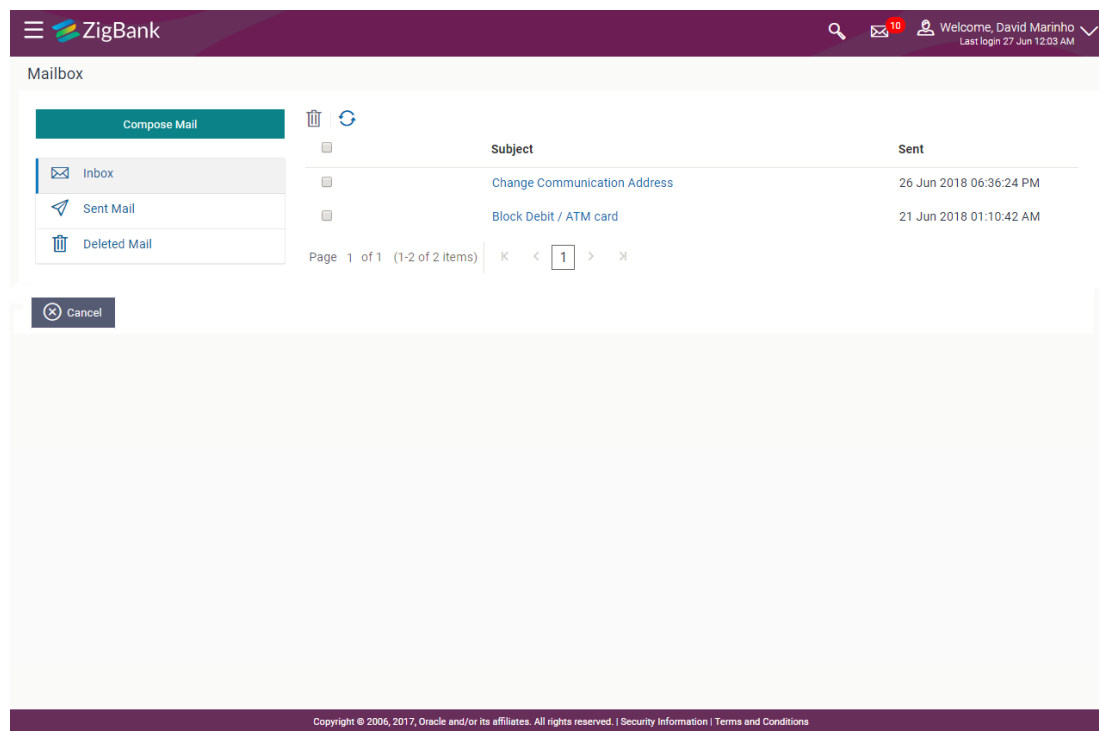 ZigBank
10
Welcome, David Marinho
Last login 27 Jun 12:03 AM
Mailbox
Compose Mail
Inbox
Sent Mail
Deleted Mail
Subject Sent
Change Communication Address 26 Jun 2018 06:36:24 PM
Block Debit / ATM card 21 Jun 2018 01:10:42 AM
Page 1 of 1 (1-2 of 2 items) 1
Cancel
Copyright © 2006, 2017, Oracle and/or its affiliates. All rights reserved. | Security Information | Terms and Conditions